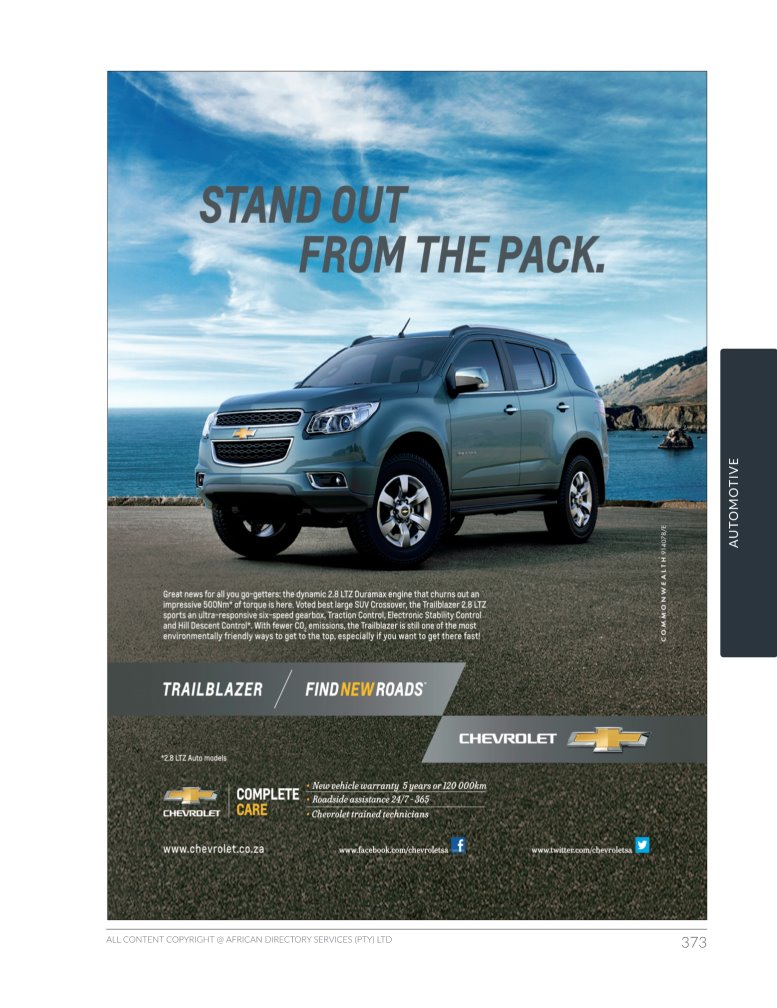 STAND OUT
FROM THE PACK.
AUTOMOTIVE
COMMONWEALTH 914078/E
Great news for all you go-getters: the dynamic 2.8 LTZ Duramax engine that churns out an
impressive 500Nm* of torque is here. Voted best large SUV Crossover, the Trailblazer 2.8 LTZ
sports an ultra-responsive six-speed gearbox, Traction Control, Electronic Stability Control
and Hill Descent Control*. With fewer CO₂ emissions, the Trailblazer is still one of the most
environmentally friendly ways to get to the top, especially if you want to get there fast!
TRAILBLAZER / FIND NEW ROADS
CHEVROLET
*2.8 LTZ Auto models
CHEVROLET
COMPLETE
CARE
• New vehicle warranty 5 years or 120 000km
• Roadside assistance 24/7 - 365
• Chevrolet trained technicians
www.chevrolet.co.za
www.facebook.com/chevroletsa
www.twitter.com/chevroletsa
ALL CONTENT COPYRIGHT @ AFRICAN DIRECTORY SERVICES (PTY) LTD
373